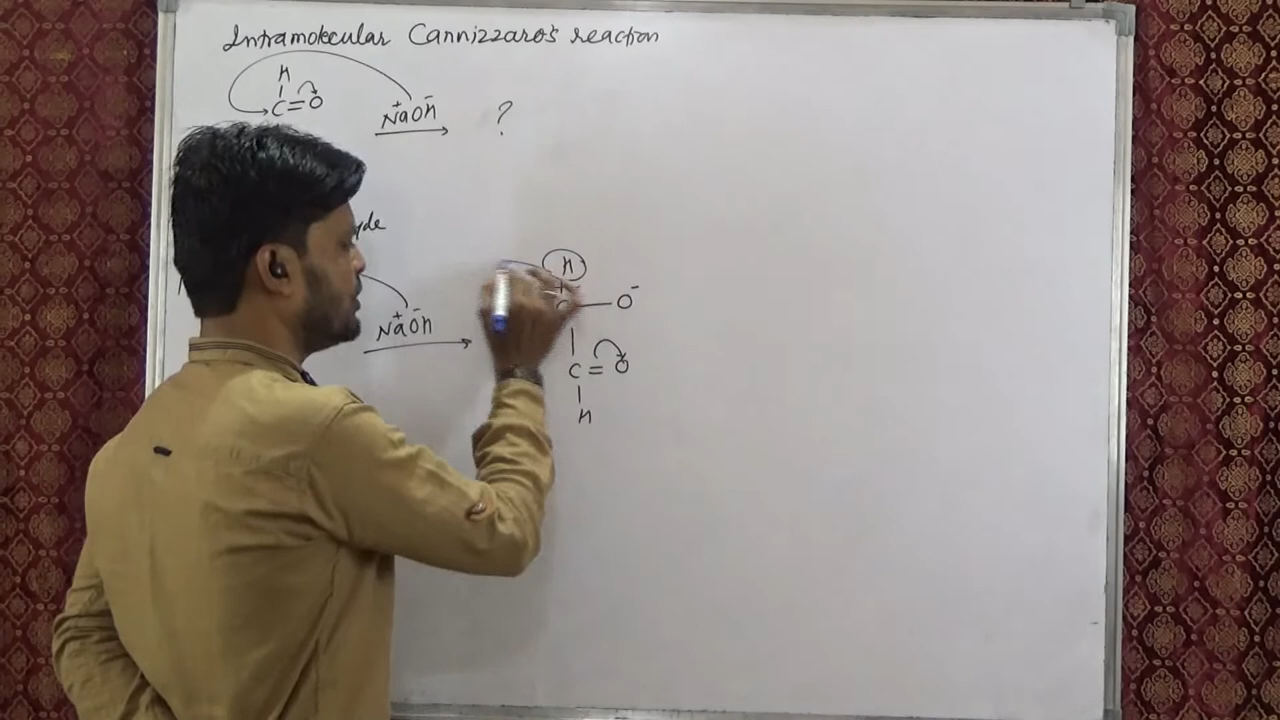 Intramolecular Cannizzaro's reaction
H
C=O
Na⁺OH⁻
?
yde
H
Na⁺OH⁻
O⁻
C=O
H